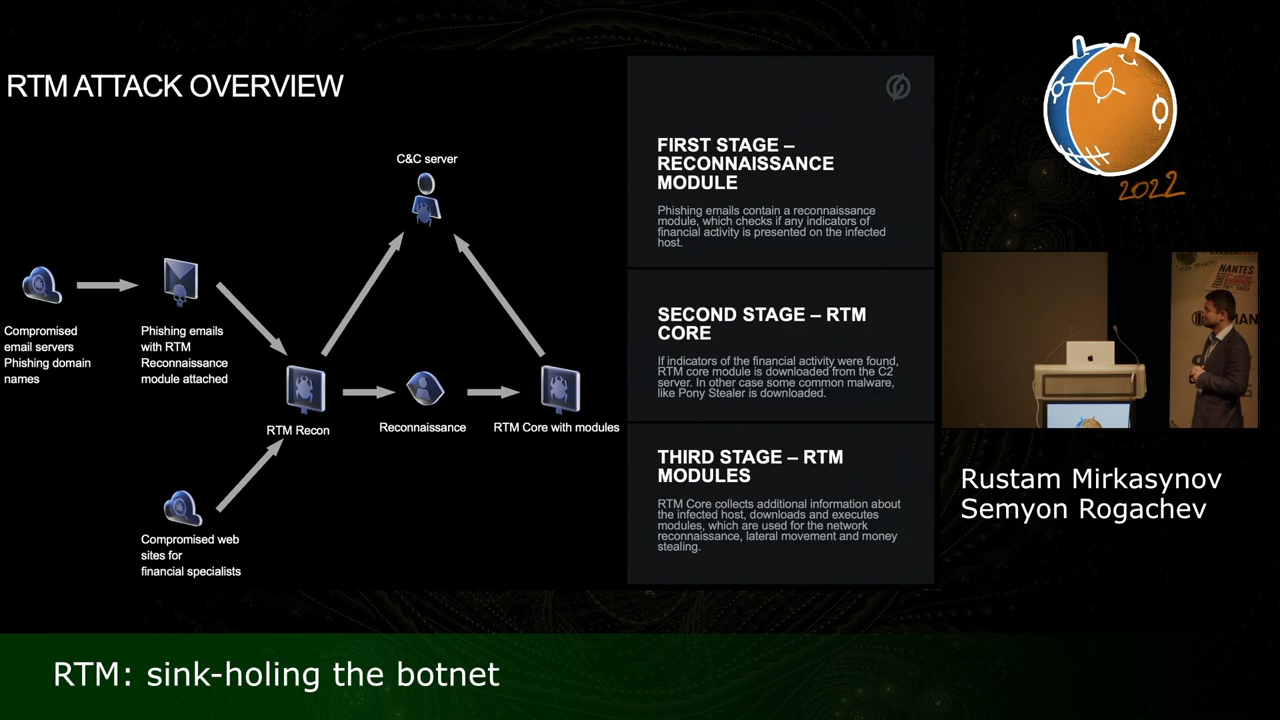 RTM ATTACK OVERVIEW
C&C server
Compromised
email servers
Phishing domain
names
Phishing emails
with RTM
Reconnaissance
module attached
RTM Recon
Reconnaissance
RTM Core with modules
Compromised web
sites for
financial specialists
FIRST STAGE –
RECONNAISSANCE
MODULE
Phishing emails contain a reconnaissance
module, which checks if any indicators of
financial activity is presented on the infected
host.
SECOND STAGE – RTM
CORE
If indicators of the financial activity were found,
RTM core module is downloaded from the C2
server. In other case some common malware,
like Pony Stealer is downloaded.
THIRD STAGE – RTM
MODULES
RTM Core collects additional information about
the infected host, downloads and executes
modules, which are used for the network
reconnaissance, lateral movement and money
stealing.
2022
NANTES
Rustam Mirkasynov
Semyon Rogachev
RTM: sink-holing the botnet